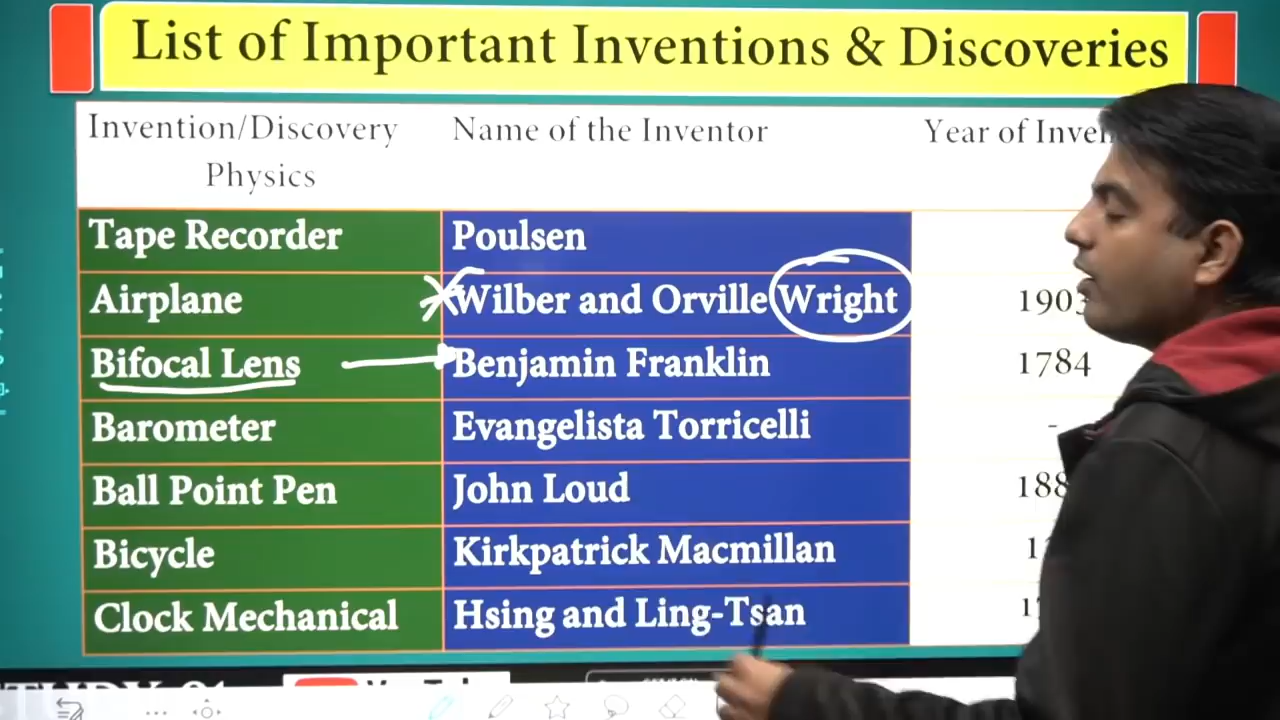 List of Important Inventions & Discoveries
Invention/Discovery Physics
Name of the Inventor
Year of
Tape Recorder Poulsen
Airplane Wilber and Orville Wright
Bifocal Lens Benjamin Franklin 1784
Barometer Evangelista Torricelli -
Ball Point Pen John Loud
Bicycle Kirkpatrick Macmillan
Clock Mechanical Hsing and Ling-Tsan